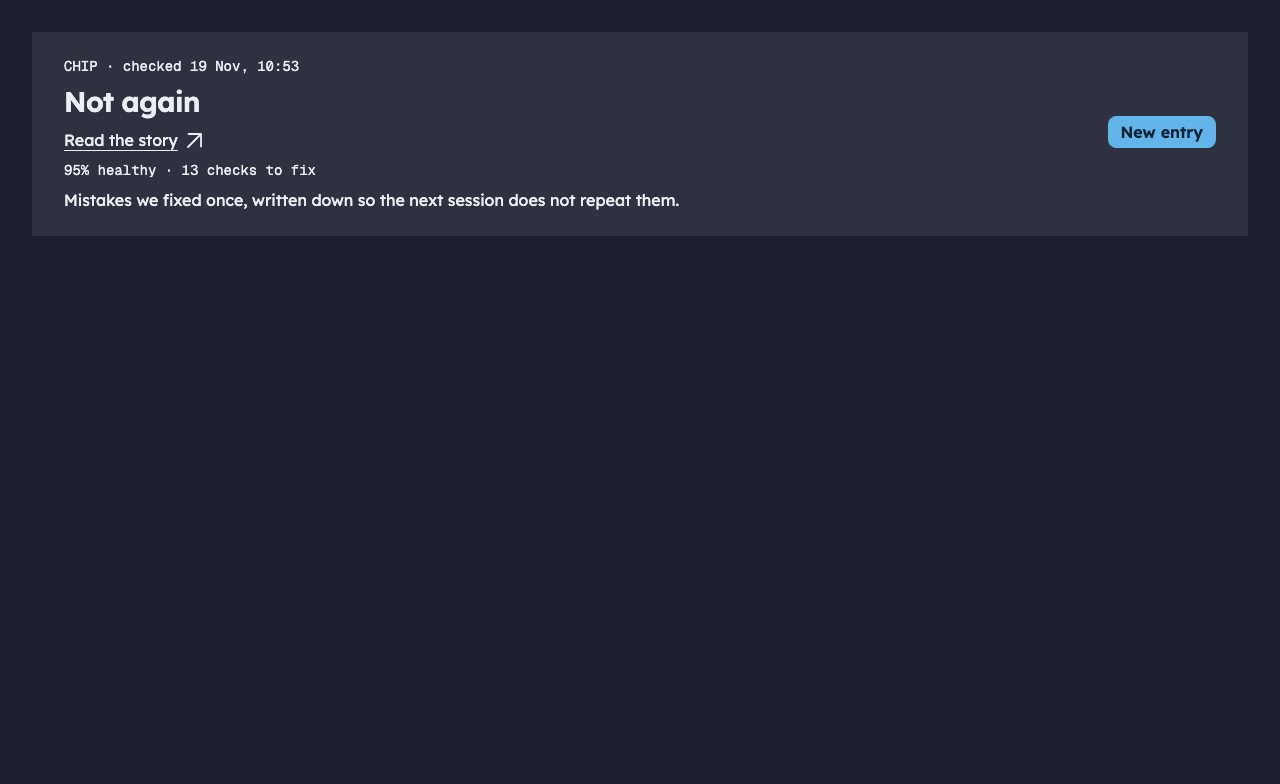 CHIP · checked 19 Nov, 10:53
Not again
Read the story
95% healthy · 13 checks to fix
Mistakes we fixed once, written down so the next session does not repeat them.
New entry